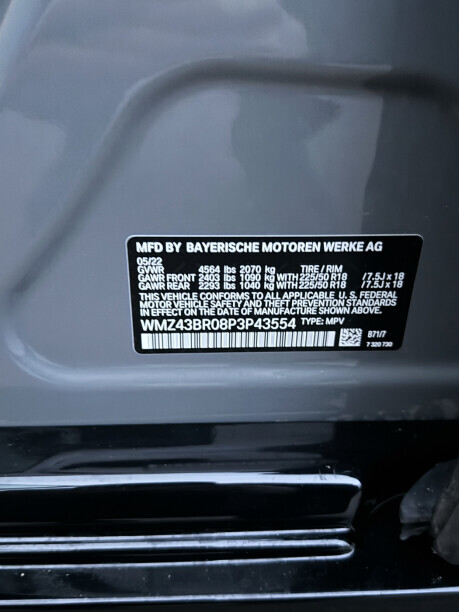 MFD BY BAYERISCHE MOTOREN WERKE AG
05/22
GVWR 4564 lbs 2070 kg TIRE / RIM
GAWR FRONT 2403 lbs 1090 kg WITH 225/50 R18 / 7.5J x 18
GAWR REAR 2293 lbs 1040 kg WITH 225/50 R18 / 7.5J x 18
THIS VEHICLE CONFORMS TO ALL APPLICABLE U.S. FEDERAL
MOTOR VEHICLE SAFETY AND THEFT PREVENTION STANDARDS
IN EFFECT ON THE DATE OF MANUFACTURE SHOWN ABOVE.
WMZ43BR08P3P43554 TYPE: MPV
B71/7
7 320 730